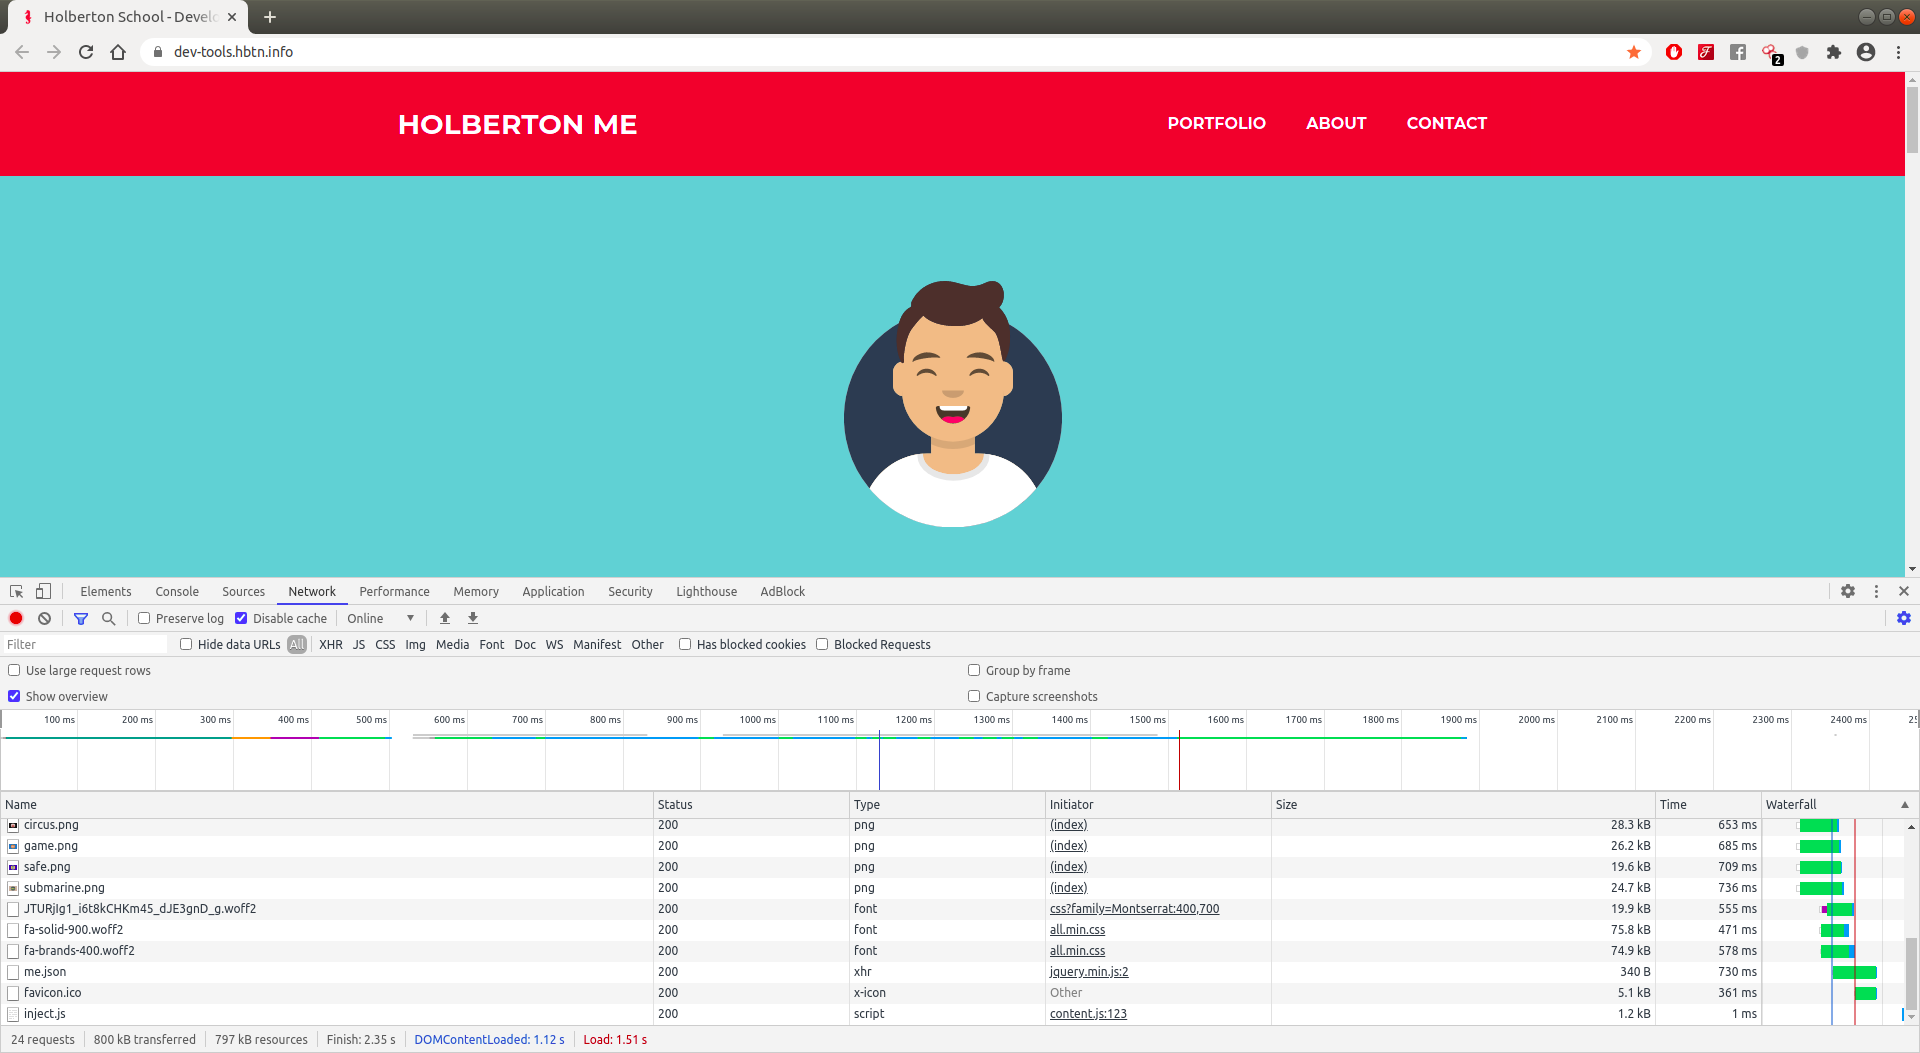 Holberton School - Develo
dev-tools.hbtn.info
2
HOLBERTON ME
PORTFOLIO ABOUT CONTACT
Elements Console Sources Network Performance Memory Application Security Lighthouse AdBlock
Preserve log Disable cache Online
Filter Hide data URLs All XHR JS CSS Img Media Font Doc WS Manifest Other Has blocked cookies Blocked Requests
Use large request rows Group by frame
Show overview Capture screenshots
100 ms 200 ms 300 ms 400 ms 500 ms 600 ms 700 ms 800 ms 900 ms 1000 ms 1100 ms 1200 ms 1300 ms 1400 ms 1500 ms 1600 ms 1700 ms 1800 ms 1900 ms 2000 ms 2100 ms 2200 ms 2300 ms 2400 ms
Name Status Type Initiator Size Time Waterfall
circus.png 200 png (index) 28.3 kB 653 ms
game.png 200 png (index) 26.2 kB 685 ms
safe.png 200 png (index) 19.6 kB 709 ms
submarine.png 200 png (index) 24.7 kB 736 ms
JTURjIg1_i6t8kCHKm45_dJE3gnD_g.woff2 200 font css?family=Montserrat:400,700 19.9 kB 555 ms
fa-solid-900.woff2 200 font all.min.css 75.8 kB 471 ms
fa-brands-400.woff2 200 font all.min.css 74.9 kB 578 ms
me.json 200 xhr jquery.min.js:2 340 B 730 ms
favicon.ico 200 x-icon Other 5.1 kB 361 ms
inject.js 200 script content.js:123 1.2 kB 1 ms
24 requests 800 kB transferred 797 kB resources Finish: 2.35 s DOMContentLoaded: 1.12 s Load: 1.51 s